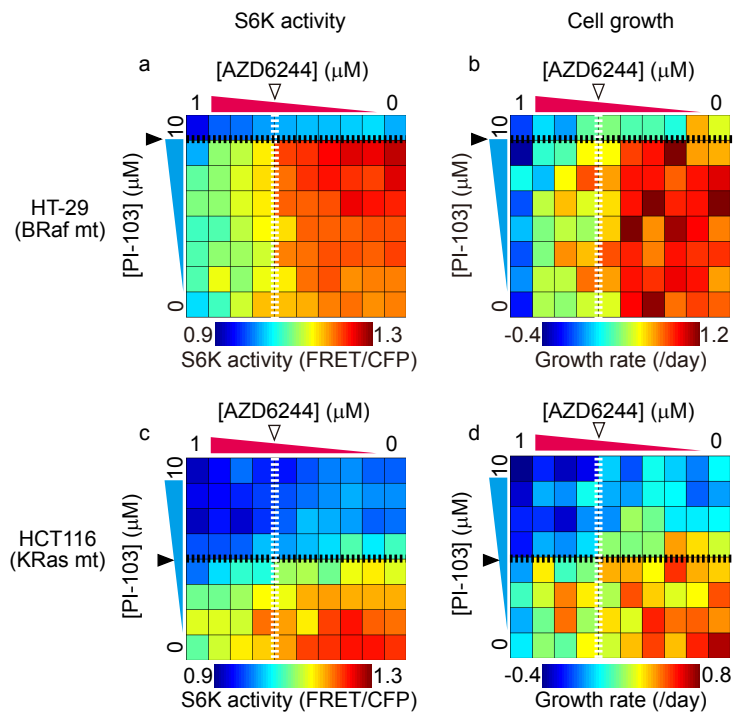 S6K activity
Cell growth
a
[AZD6244] (μM)
1
0
10
[PI-103] (μM)
0
HT-29
(BRaf mt)
0.9
1.3
S6K activity (FRET/CFP)
b
[AZD6244] (μM)
1
0
10
[PI-103] (μM)
0
-0.4
1.2
Growth rate (/day)
c
[AZD6244] (μM)
1
0
10
[PI-103] (μM)
0
HCT116
(KRas mt)
0.9
1.3
S6K activity (FRET/CFP)
d
[AZD6244] (μM)
1
0
10
[PI-103] (μM)
0
-0.4
0.8
Growth rate (/day)